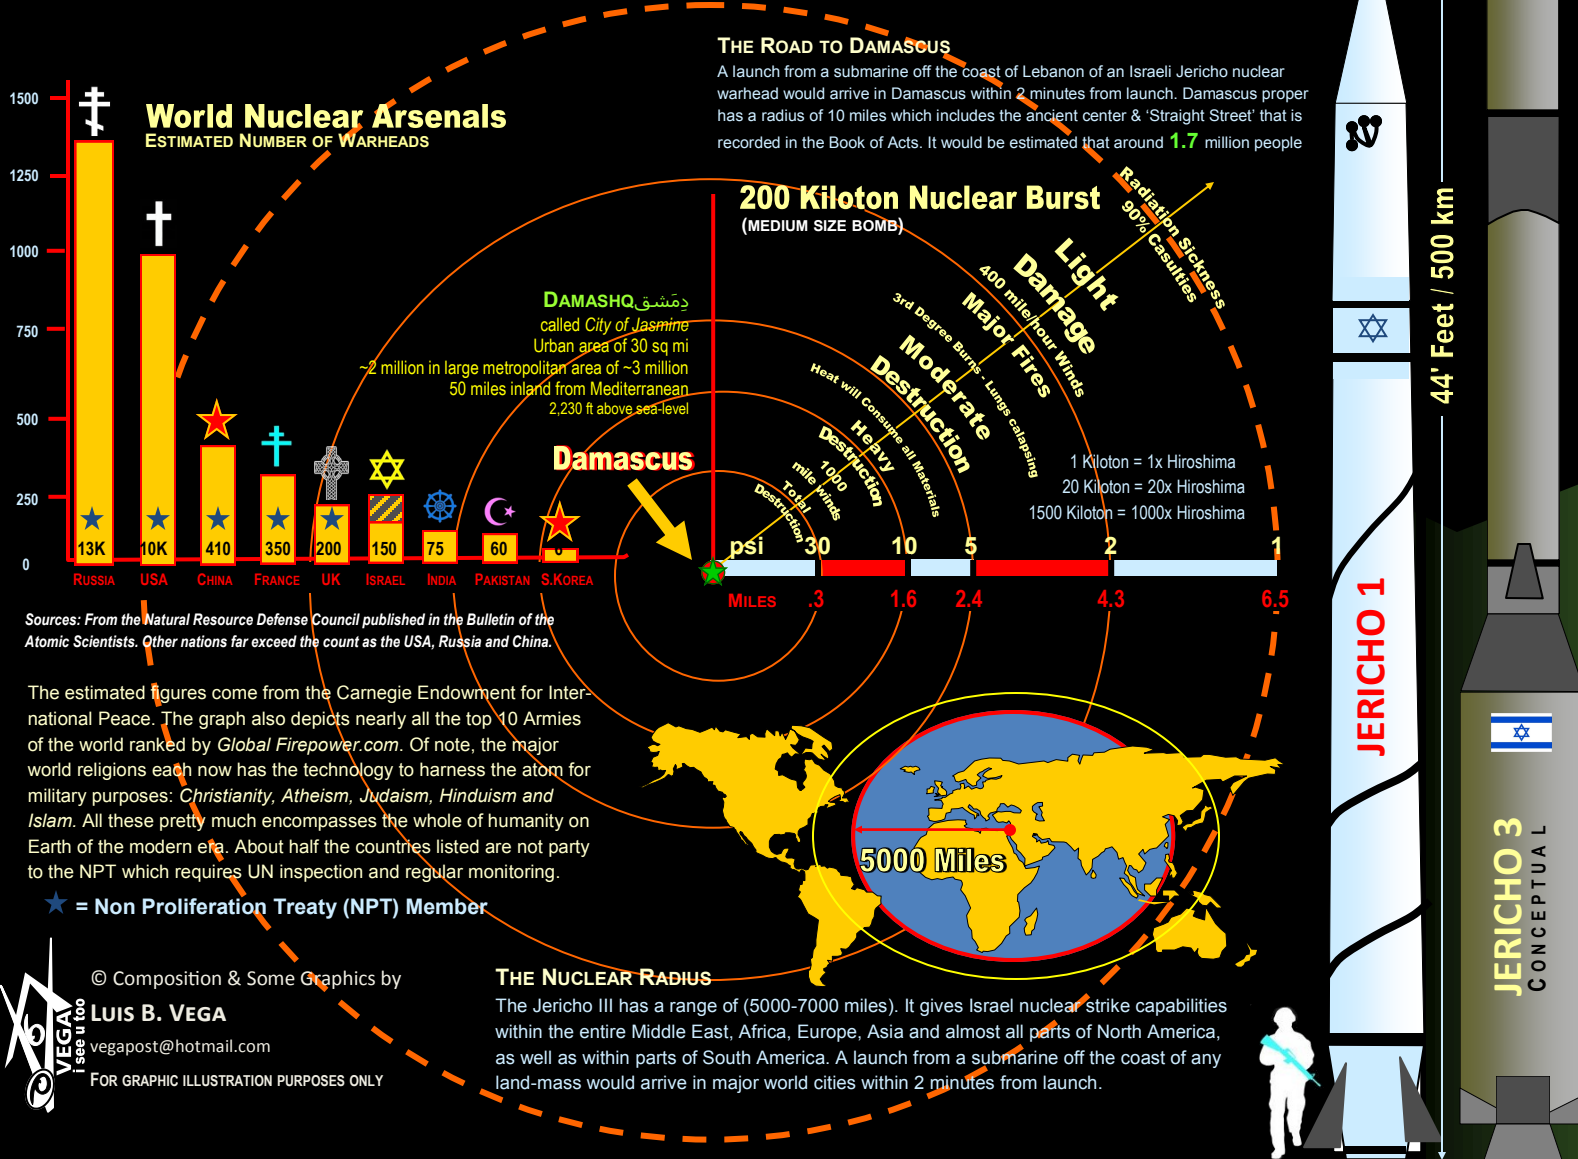 THE ROAD TO DAMASCUS
A launch from a submarine off the coast of Lebanon of an Israeli Jericho nuclear
warhead would arrive in Damascus within 2 minutes from launch. Damascus proper
has a radius of 10 miles which includes the ancient center & ‘Straight Street’ that is
recorded in the Book of Acts. It would be estimated that around 1.7 million people
World Nuclear Arsenals
ESTIMATED NUMBER OF WARHEADS
1500
1250
1000
750
500
250
0
13K
10K
410
350
200
150
75
60
6
RUSSIA
USA
CHINA
FRANCE
UK
ISRAEL
INDIA
PAKISTAN
S.KOREA
Sources: From the Natural Resource Defense Council published in the Bulletin of the
Atomic Scientists. Other nations far exceed the count as the USA, Russia and China.
200 Kiloton Nuclear Burst
(MEDIUM SIZE BOMB)
DAMASHQ دِمَشق
called City of Jasmine
Urban area of 30 sq mi
~2 million in large metropolitan area of ~3 million
50 miles inland from Mediterranean
2,230 ft above sea-level
Damascus
Radiation Sickness
90% Casulties
Light
Damage
400 mile/hour Winds
Major Fires
3rd Degree Burns - Lungs calapsing
Moderate
Destruction
Heat will Consume all Materials
Heavy
Destruction
1000
mile winds
Total
Destruction
1 Kiloton = 1x Hiroshima
20 Kiloton = 20x Hiroshima
1500 Kiloton = 1000x Hiroshima
psi 30 10 5 2 1
MILES .3 1.6 2.4 4.3 6.5
The estimated figures come from the Carnegie Endowment for Inter-
national Peace. The graph also depicts nearly all the top 10 Armies
of the world ranked by Global Firepower.com. Of note, the major
world religions each now has the technology to harness the atom for
military purposes: Christianity, Atheism, Judaism, Hinduism and
Islam. All these pretty much encompasses the whole of humanity on
Earth of the modern era. About half the countries listed are not party
to the NPT which requires UN inspection and regular monitoring.
= Non Proliferation Treaty (NPT) Member
5000 Miles
© Composition & Some Graphics by
LUIS B. VEGA
vegapost@hotmail.com
FOR GRAPHIC ILLUSTRATION PURPOSES ONLY
VEGA
i see u too
THE NUCLEAR RADIUS
The Jericho III has a range of (5000-7000 miles). It gives Israel nuclear strike capabilities
within the entire Middle East, Africa, Europe, Asia and almost all parts of North America,
as well as within parts of South America. A launch from a submarine off the coast of any
land-mass would arrive in major world cities within 2 minutes from launch.
ש
JERICHO 1
44' Feet / 500 km
JERICHO 3
CONCEPTUAL